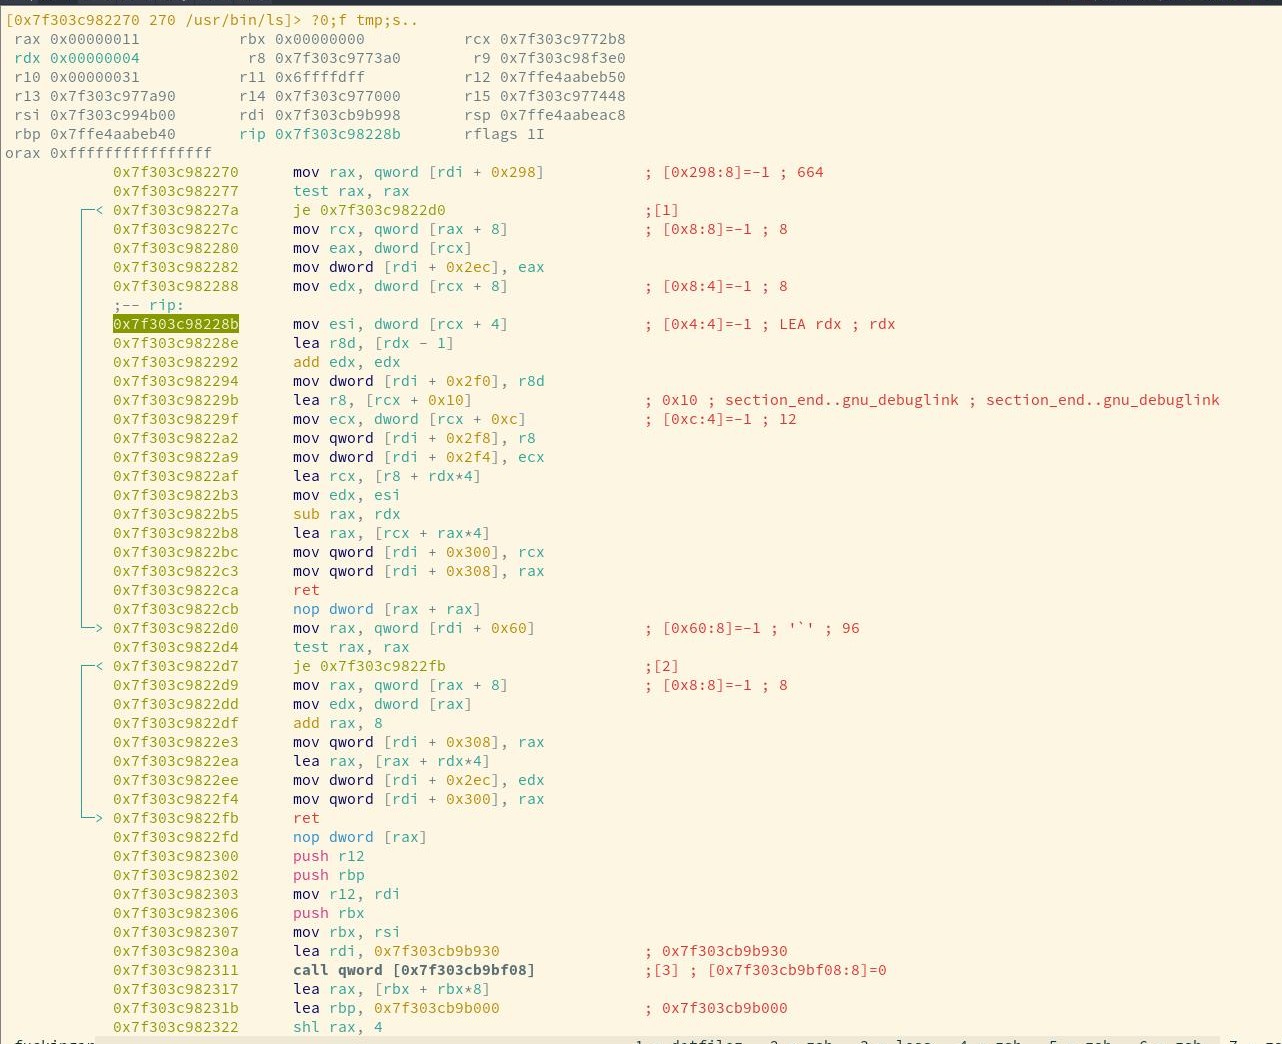 [0x7f303c982270 270 /usr/bin/ls]> ?0;f tmp;s..
rax 0x00000011 rbx 0x00000000 rcx 0x7f303c9772b8
rdx 0x00000004 r8 0x7f303c9773a0 r9 0x7f303c98f3e0
r10 0x00000031 r11 0x6ffffdff r12 0x7ffe4aabeb50
r13 0x7f303c977a90 r14 0x7f303c977000 r15 0x7f303c977448
rsi 0x7f303c994b00 rdi 0x7f303cb9b998 rsp 0x7ffe4aabeac8
rbp 0x7ffe4aabeb40 rip 0x7f303c98228b rflags 1I
orax 0xffffffffffffffff
0x7f303c982270 mov rax, qword [rdi + 0x298] ; [0x298:8]=-1 ; 664
0x7f303c982277 test rax, rax
0x7f303c98227a je 0x7f303c9822d0 ;[1]
0x7f303c98227c mov rcx, qword [rax + 8] ; [0x8:8]=-1 ; 8
0x7f303c982280 mov eax, dword [rcx]
0x7f303c982282 mov dword [rdi + 0x2ec], eax
0x7f303c982288 mov edx, dword [rcx + 8] ; [0x8:4]=-1 ; 8
;-- rip:
0x7f303c98228b mov esi, dword [rcx + 4] ; [0x4:4]=-1 ; LEA rdx ; rdx
0x7f303c98228e lea r8d, [rdx - 1]
0x7f303c982292 add edx, edx
0x7f303c982294 mov dword [rdi + 0x2f0], r8d
0x7f303c98229b lea r8, [rcx + 0x10] ; 0x10 ; section_end..gnu_debuglink ; section_end..gnu_debuglink
0x7f303c98229f mov ecx, dword [rcx + 0xc] ; [0xc:4]=-1 ; 12
0x7f303c9822a2 mov qword [rdi + 0x2f8], r8
0x7f303c9822a9 mov dword [rdi + 0x2f4], ecx
0x7f303c9822af lea rcx, [r8 + rdx*4]
0x7f303c9822b3 mov edx, esi
0x7f303c9822b5 sub rax, rdx
0x7f303c9822b8 lea rax, [rcx + rax*4]
0x7f303c9822bc mov qword [rdi + 0x300], rcx
0x7f303c9822c3 mov qword [rdi + 0x308], rax
0x7f303c9822ca ret
0x7f303c9822cb nop dword [rax + rax]
0x7f303c9822d0 mov rax, qword [rdi + 0x60] ; [0x60:8]=-1 ; '`' ; 96
0x7f303c9822d4 test rax, rax
0x7f303c9822d7 je 0x7f303c9822fb ;[2]
0x7f303c9822d9 mov rax, qword [rax + 8] ; [0x8:8]=-1 ; 8
0x7f303c9822dd mov edx, dword [rax]
0x7f303c9822df add rax, 8
0x7f303c9822e3 mov qword [rdi + 0x308], rax
0x7f303c9822ea lea rax, [rax + rdx*4]
0x7f303c9822ee mov dword [rdi + 0x2ec], edx
0x7f303c9822f4 mov qword [rdi + 0x300], rax
0x7f303c9822fb ret
0x7f303c9822fd nop dword [rax]
0x7f303c982300 push r12
0x7f303c982302 push rbp
0x7f303c982303 mov r12, rdi
0x7f303c982306 push rbx
0x7f303c982307 mov rbx, rsi
0x7f303c98230a lea rdi, 0x7f303cb9b930 ; 0x7f303cb9b930
0x7f303c982311 call qword [0x7f303cb9bf08] ;[3] ; [0x7f303cb9bf08:8]=0
0x7f303c982317 lea rax, [rbx + rbx*8]
0x7f303c98231b lea rbp, 0x7f303cb9b000 ; 0x7f303cb9b000
0x7f303c982322 shl rax, 4